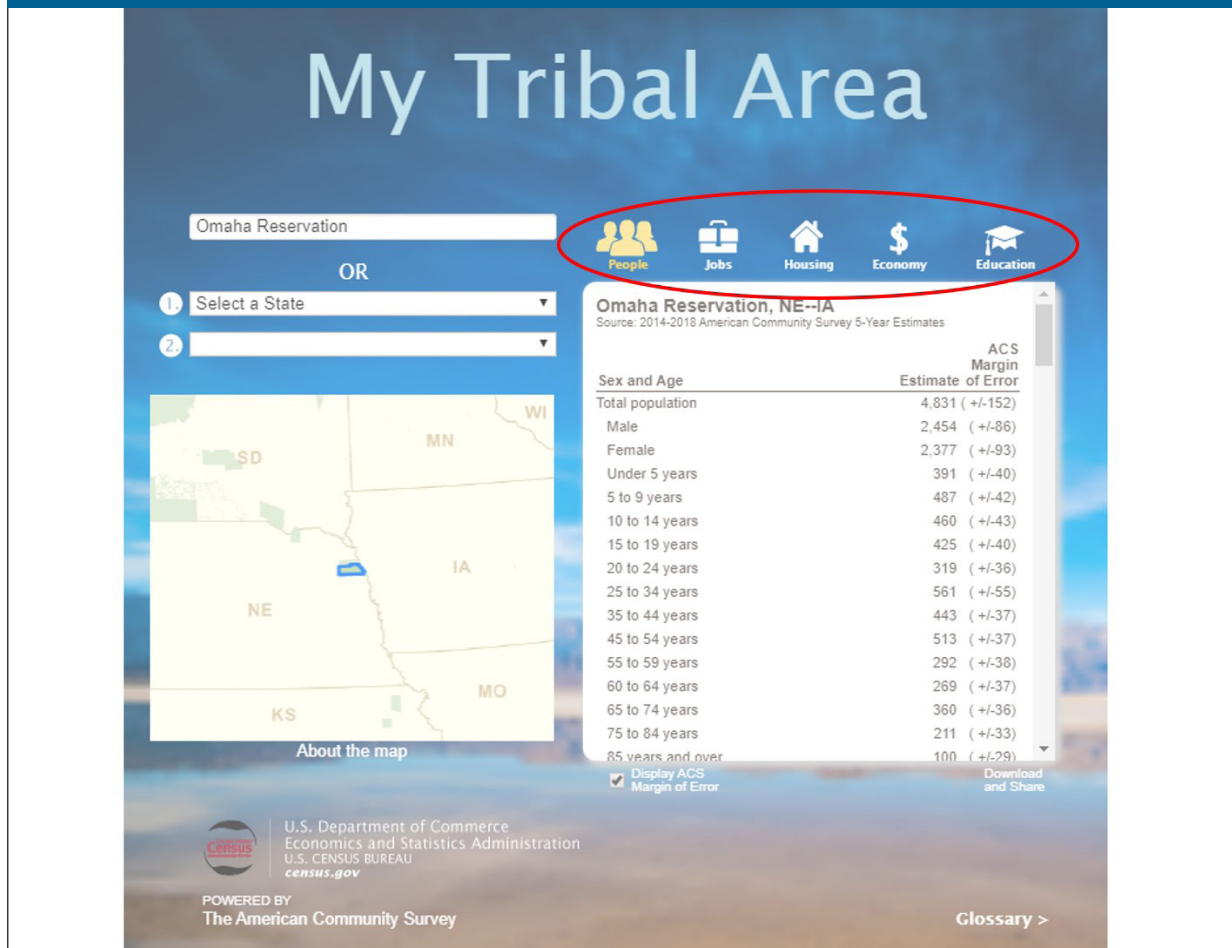 My Tribal Area
Omaha Reservation
OR
1. Select a State
2.
People Jobs Housing Economy Education
Omaha Reservation, NE--IA
Source: 2014-2018 American Community Survey 5-Year Estimates
ACS
Margin
Sex and Age Estimate of Error
Total population 4,831 ( +/-152)
Male 2,454 ( +/-86)
Female 2,377 ( +/-93)
Under 5 years 391 ( +/-40)
5 to 9 years 487 ( +/-42)
10 to 14 years 460 ( +/-43)
15 to 19 years 425 ( +/-40)
20 to 24 years 319 ( +/-36)
25 to 34 years 561 ( +/-55)
35 to 44 years 443 ( +/-37)
45 to 54 years 513 ( +/-37)
55 to 59 years 292 ( +/-38)
60 to 64 years 269 ( +/-37)
65 to 74 years 360 ( +/-36)
75 to 84 years 211 ( +/-33)
85 years and over 100 ( +/-29)
WI
MN
SD
IA
NE
MO
KS
About the map
Display ACS
Margin of Error
Download
and Share
U.S. Department of Commerce
Economics and Statistics Administration
U.S. CENSUS BUREAU
census.gov
Census
POWERED BY
The American Community Survey
Glossary >